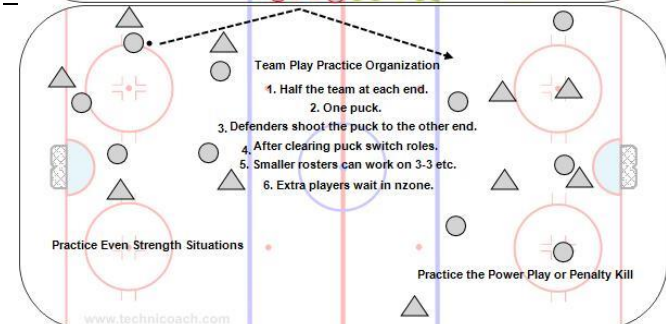 Team Play Practice Organization
1. Half the team at each end.
2. One puck.
3. Defenders shoot the puck to the other end.
4. After clearing puck switch roles.
5. Smaller rosters can work on 3-3 etc.
6. Extra players wait in nzone.
Practice Even Strength Situations
Practice the Power Play or Penalty Kill
www.technicoach.com